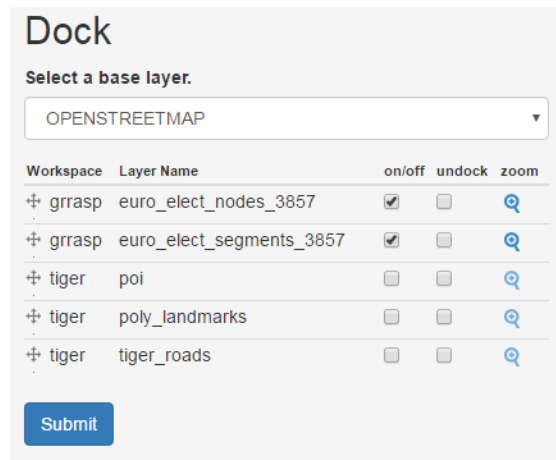 Dock
Select a base layer.
OPENSTREETMAP
Workspace Layer Name on/off undock zoom
grrasp euro_elect_nodes_3857
grrasp euro_elect_segments_3857
tiger poi
tiger poly_landmarks
tiger tiger_roads
Submit